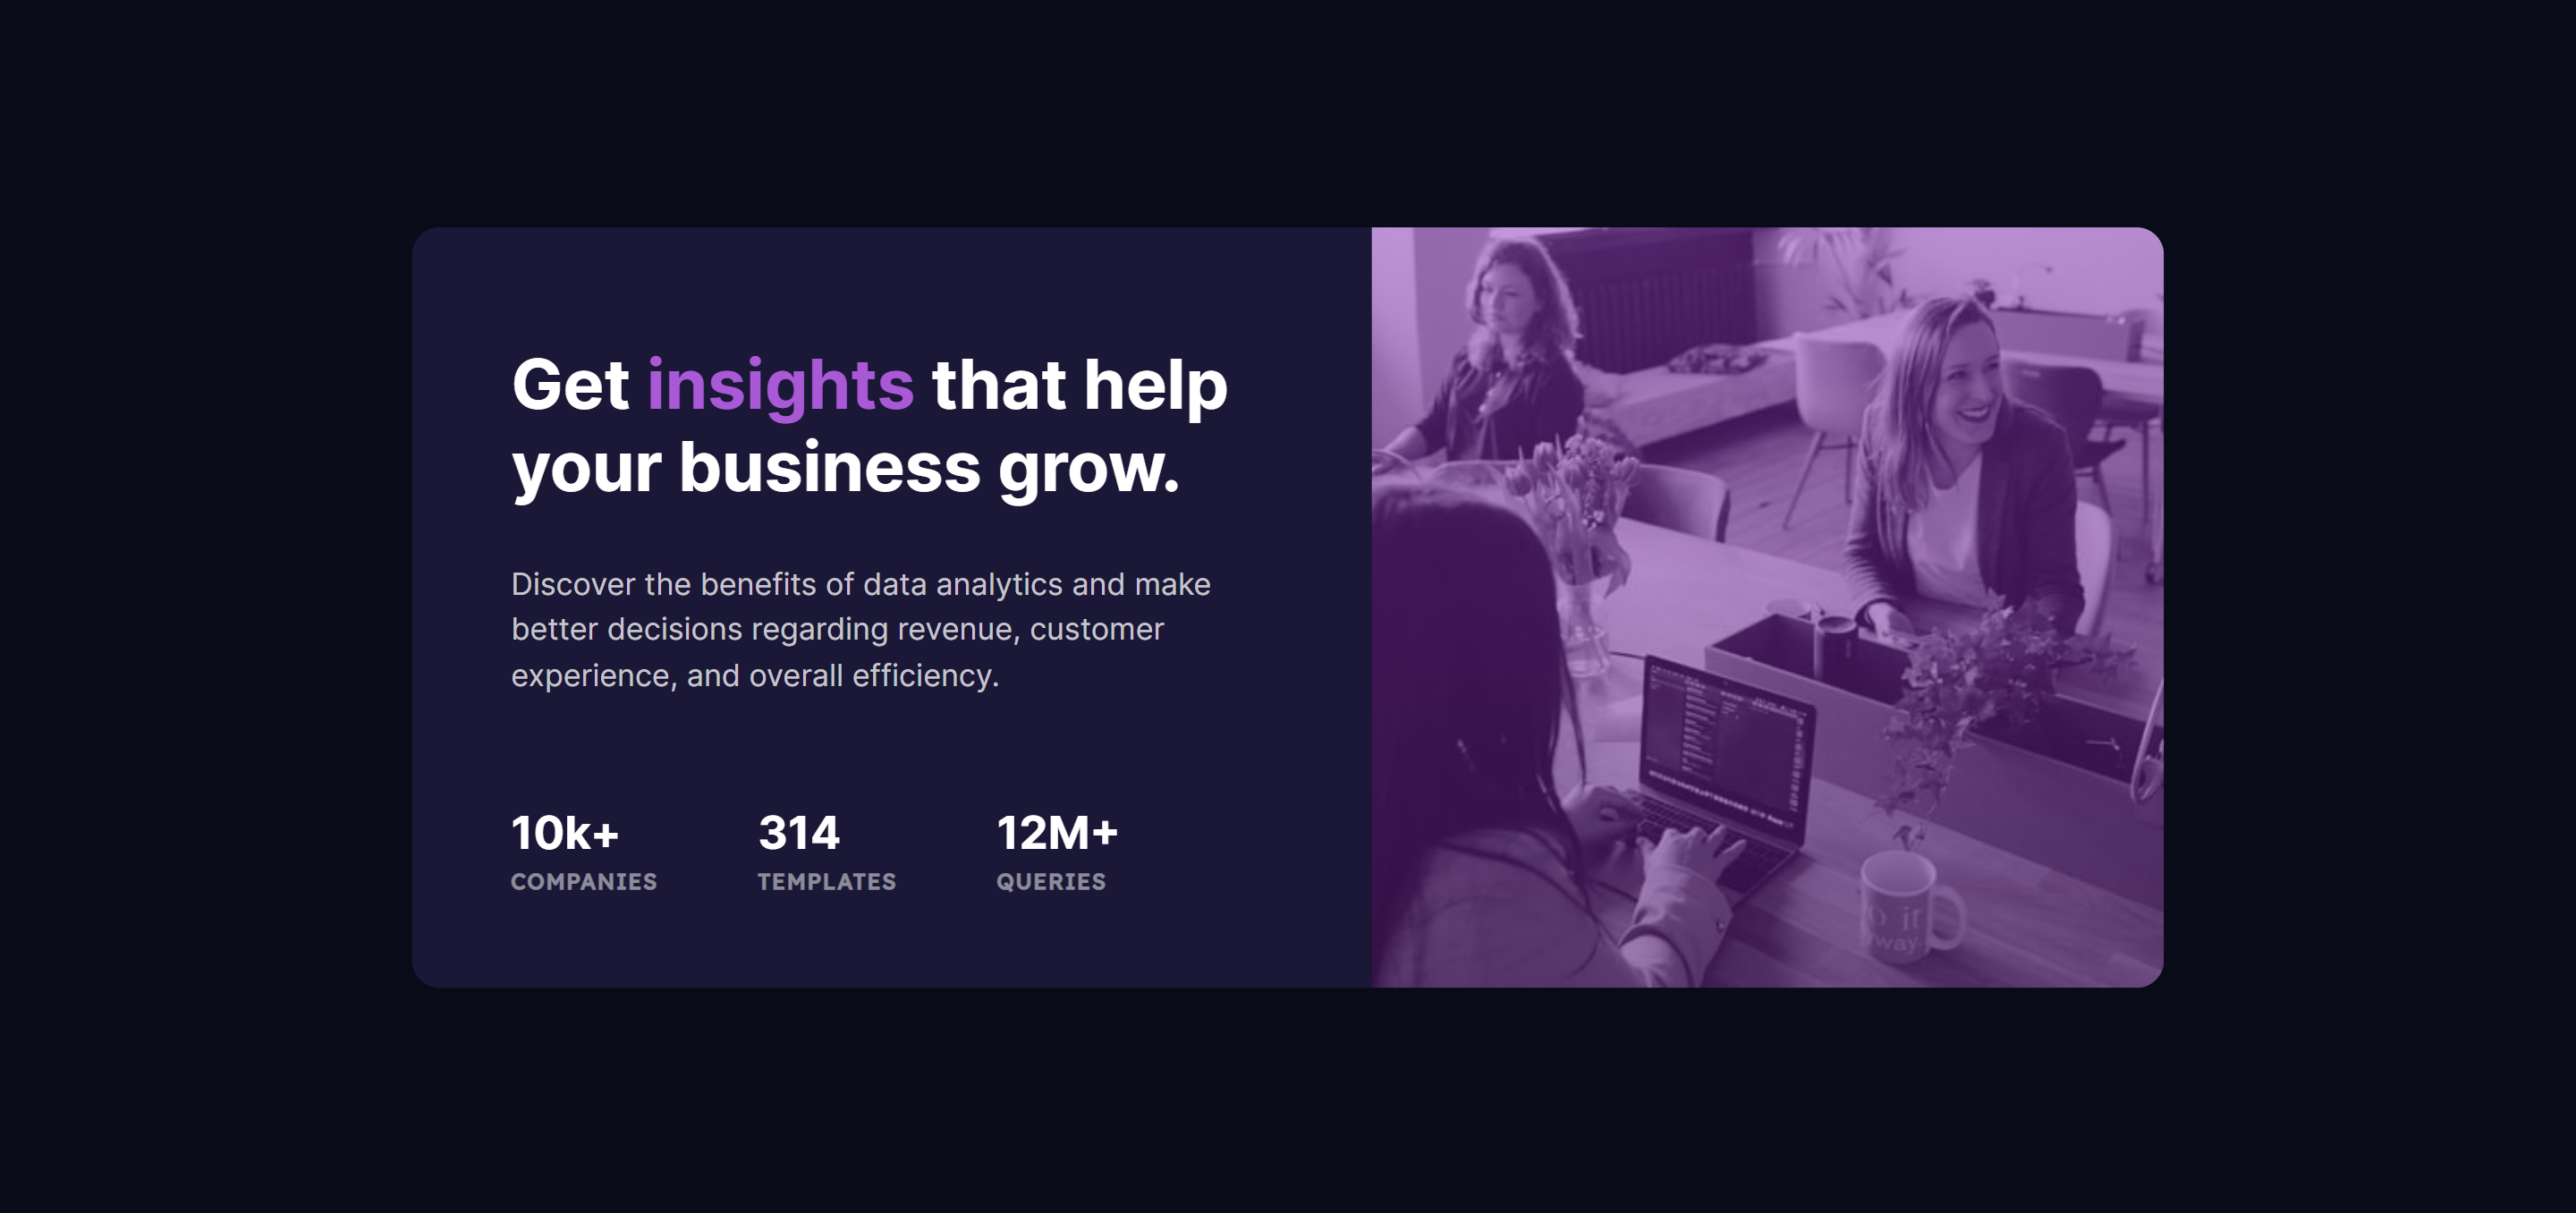 Get insights that help
your business grow.
Discover the benefits of data analytics and make
better decisions regarding revenue, customer
experience, and overall efficiency.
10k+ 314 12M+
COMPANIES TEMPLATES QUERIES